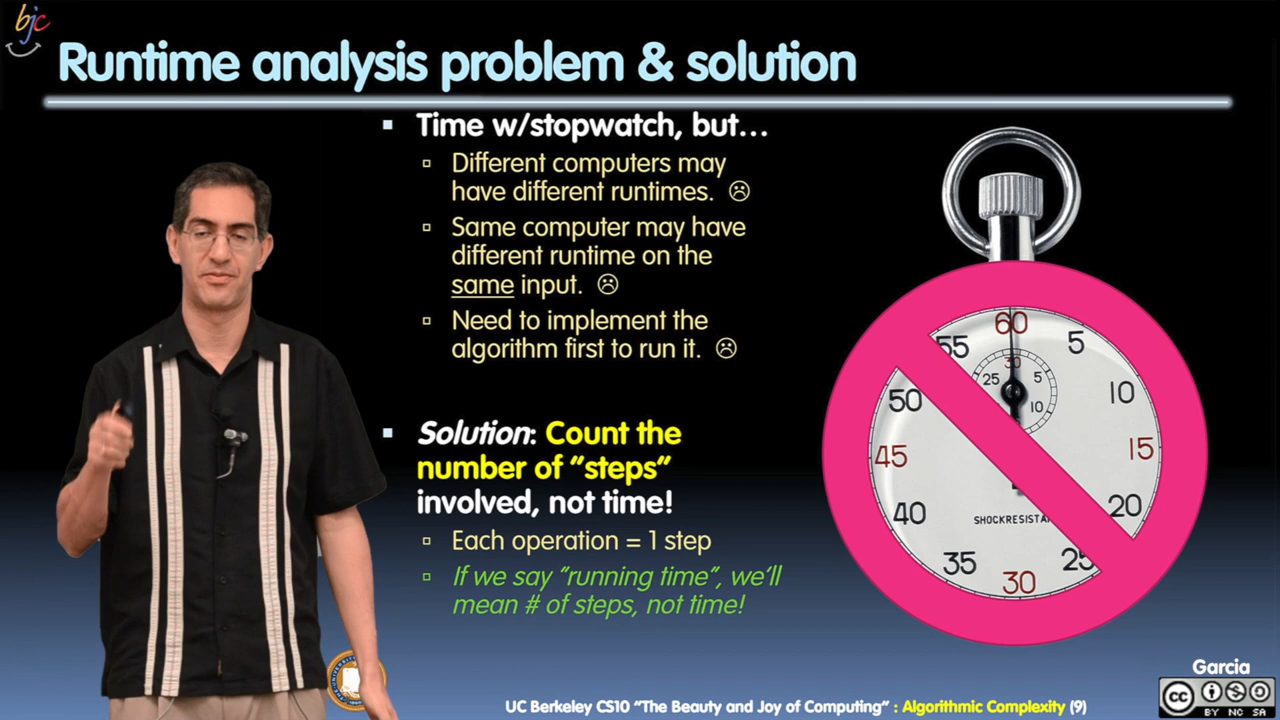 bjc
Runtime analysis problem & solution
Time w/stopwatch, but…
Different computers may
have different runtimes. ☹
Same computer may have
different runtime on the
same input. ☹
Need to implement the
algorithm first to run it. ☹
Solution: Count the
number of “steps“
involved, not time!
Each operation = 1 step
If we say “running time”, we’ll
mean # of steps, not time!
60
55
5
50
10
45
15
40
20
35
25
30
30
25
5
10
SHOCKRESISTA
Garcia
UC Berkeley CS10 “The Beauty and Joy of Computing” : Algorithmic Complexity (9)
cc
BY NC SA